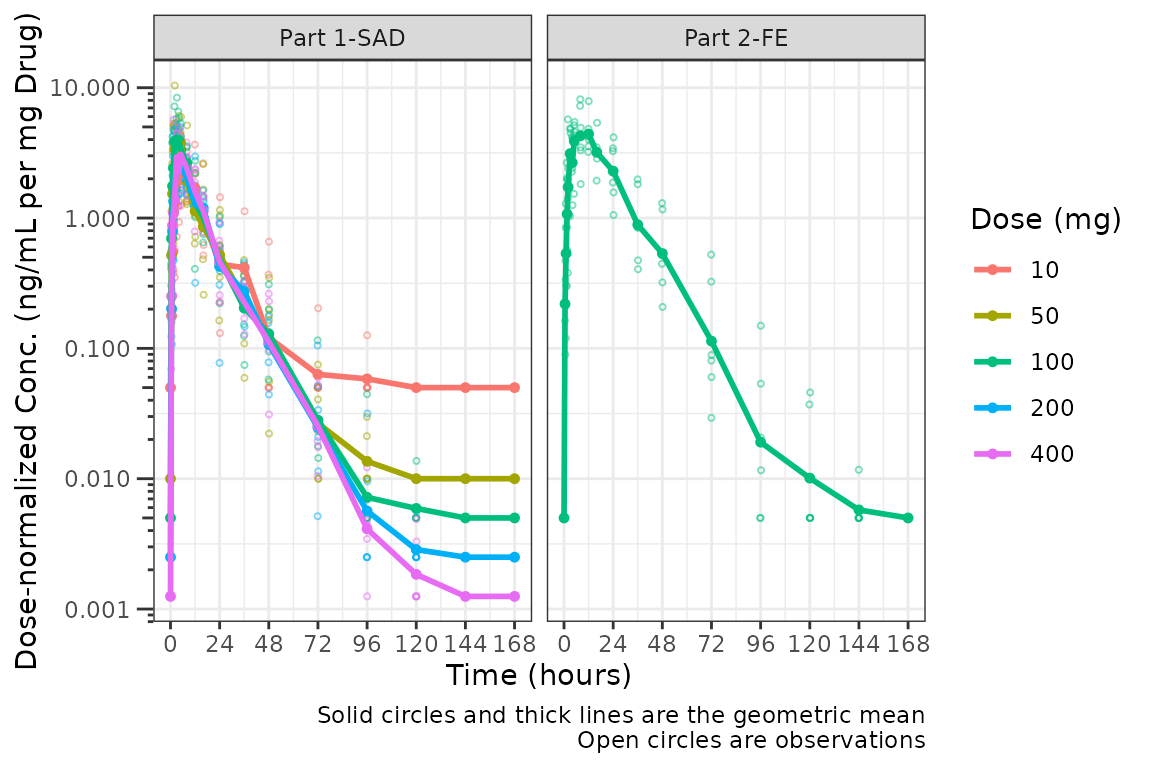 Part 1-SAD
Part 2-FE
Dose-normalized Conc. (ng/mL per mg Drug)
10.000
1.000
0.100
0.010
0.001
0 24 48 72 96 120 144 168
0 24 48 72 96 120 144 168
Time (hours)
Dose (mg)
10
50
100
200
400
Solid circles and thick lines are the geometric mean
Open circles are observations